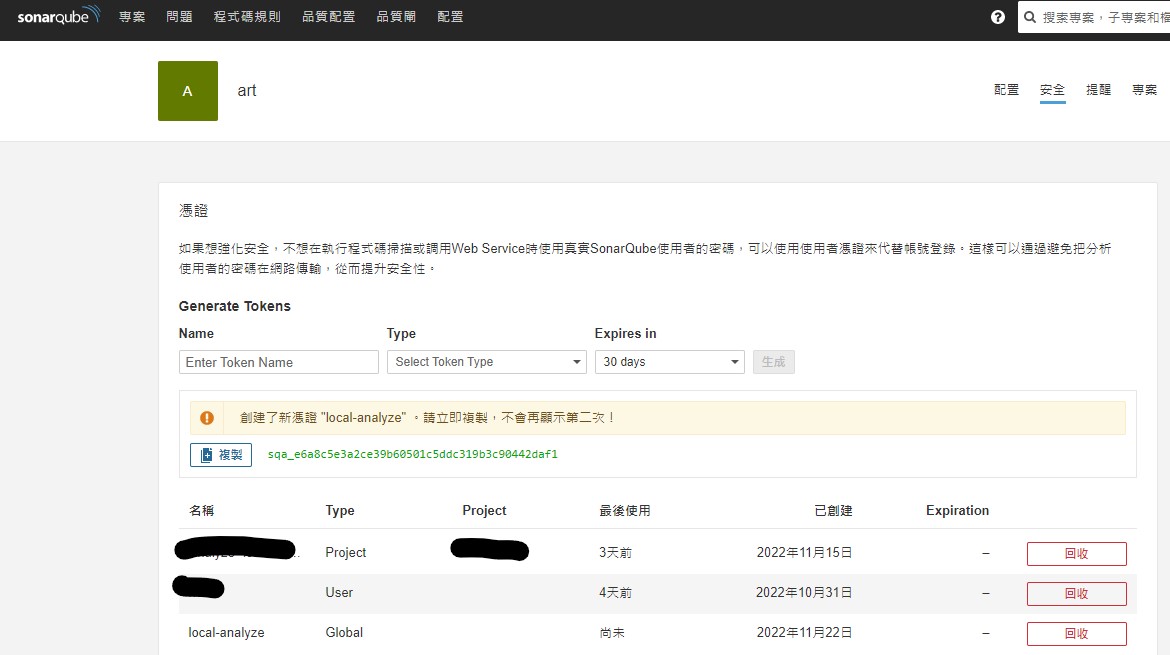 sonarqube 專案 問題 程式碼規則 品質配置 品質閘 配置 ? 搜索專案，子專案和檔
A art 配置 安全 提醒 專案
憑證
如果想強化安全，不想在執行程式碼掃描或調用Web Service時使用真實SonarQube使用者的密碼，可以使用使用者憑證來代替帳號登錄。這樣可以通過避免把分析
使用者的密碼在網路傳輸，從而提升安全性。
Generate Tokens
Name Type Expires in
Enter Token Name Select Token Type 30 days 生成
創建了新憑證 "local-analyze" 。請立即複製，不會再顯示第二次！
複製 sqa_e6a8c5e3a2ce39b60501c5ddc319b3c90442daf1
名稱 Type Project 最後使用 已創建 Expiration
Project 3天前 2022年11月15日 – 回收
User 4天前 2022年10月31日 – 回收
local-analyze Global 尚未 2022年11月22日 – 回收